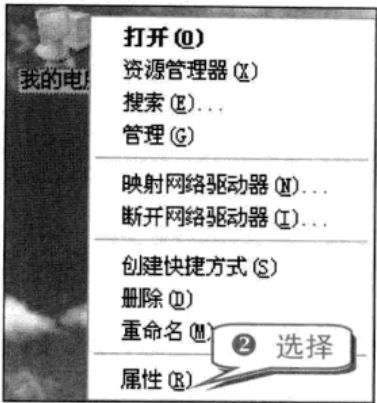 我的电
打开(O)
资源管理器(X)
搜索(E)...
管理(G)
映射网络驱动器(N)...
断开网络驱动器(I)...
创建快捷方式(S)
删除(D)
重命名(M)
❷ 选择
属性(R)